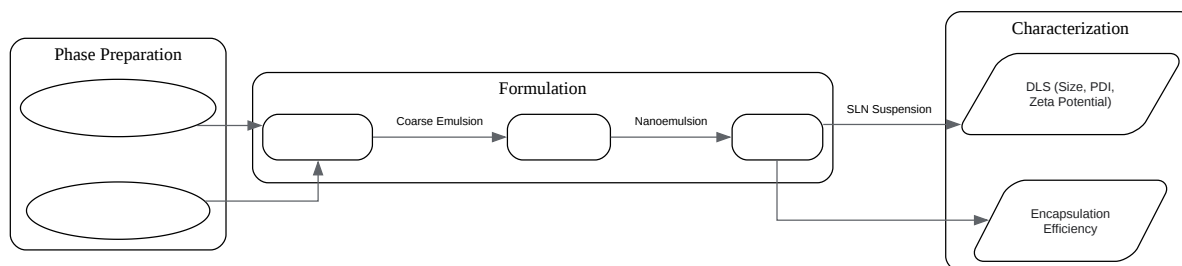 Phase Preparation
Formulation
Coarse Emulsion
Nanoemulsion
SLN Suspension
Characterization
DLS (Size, PDI,
Zeta Potential)
Encapsulation
Efficiency